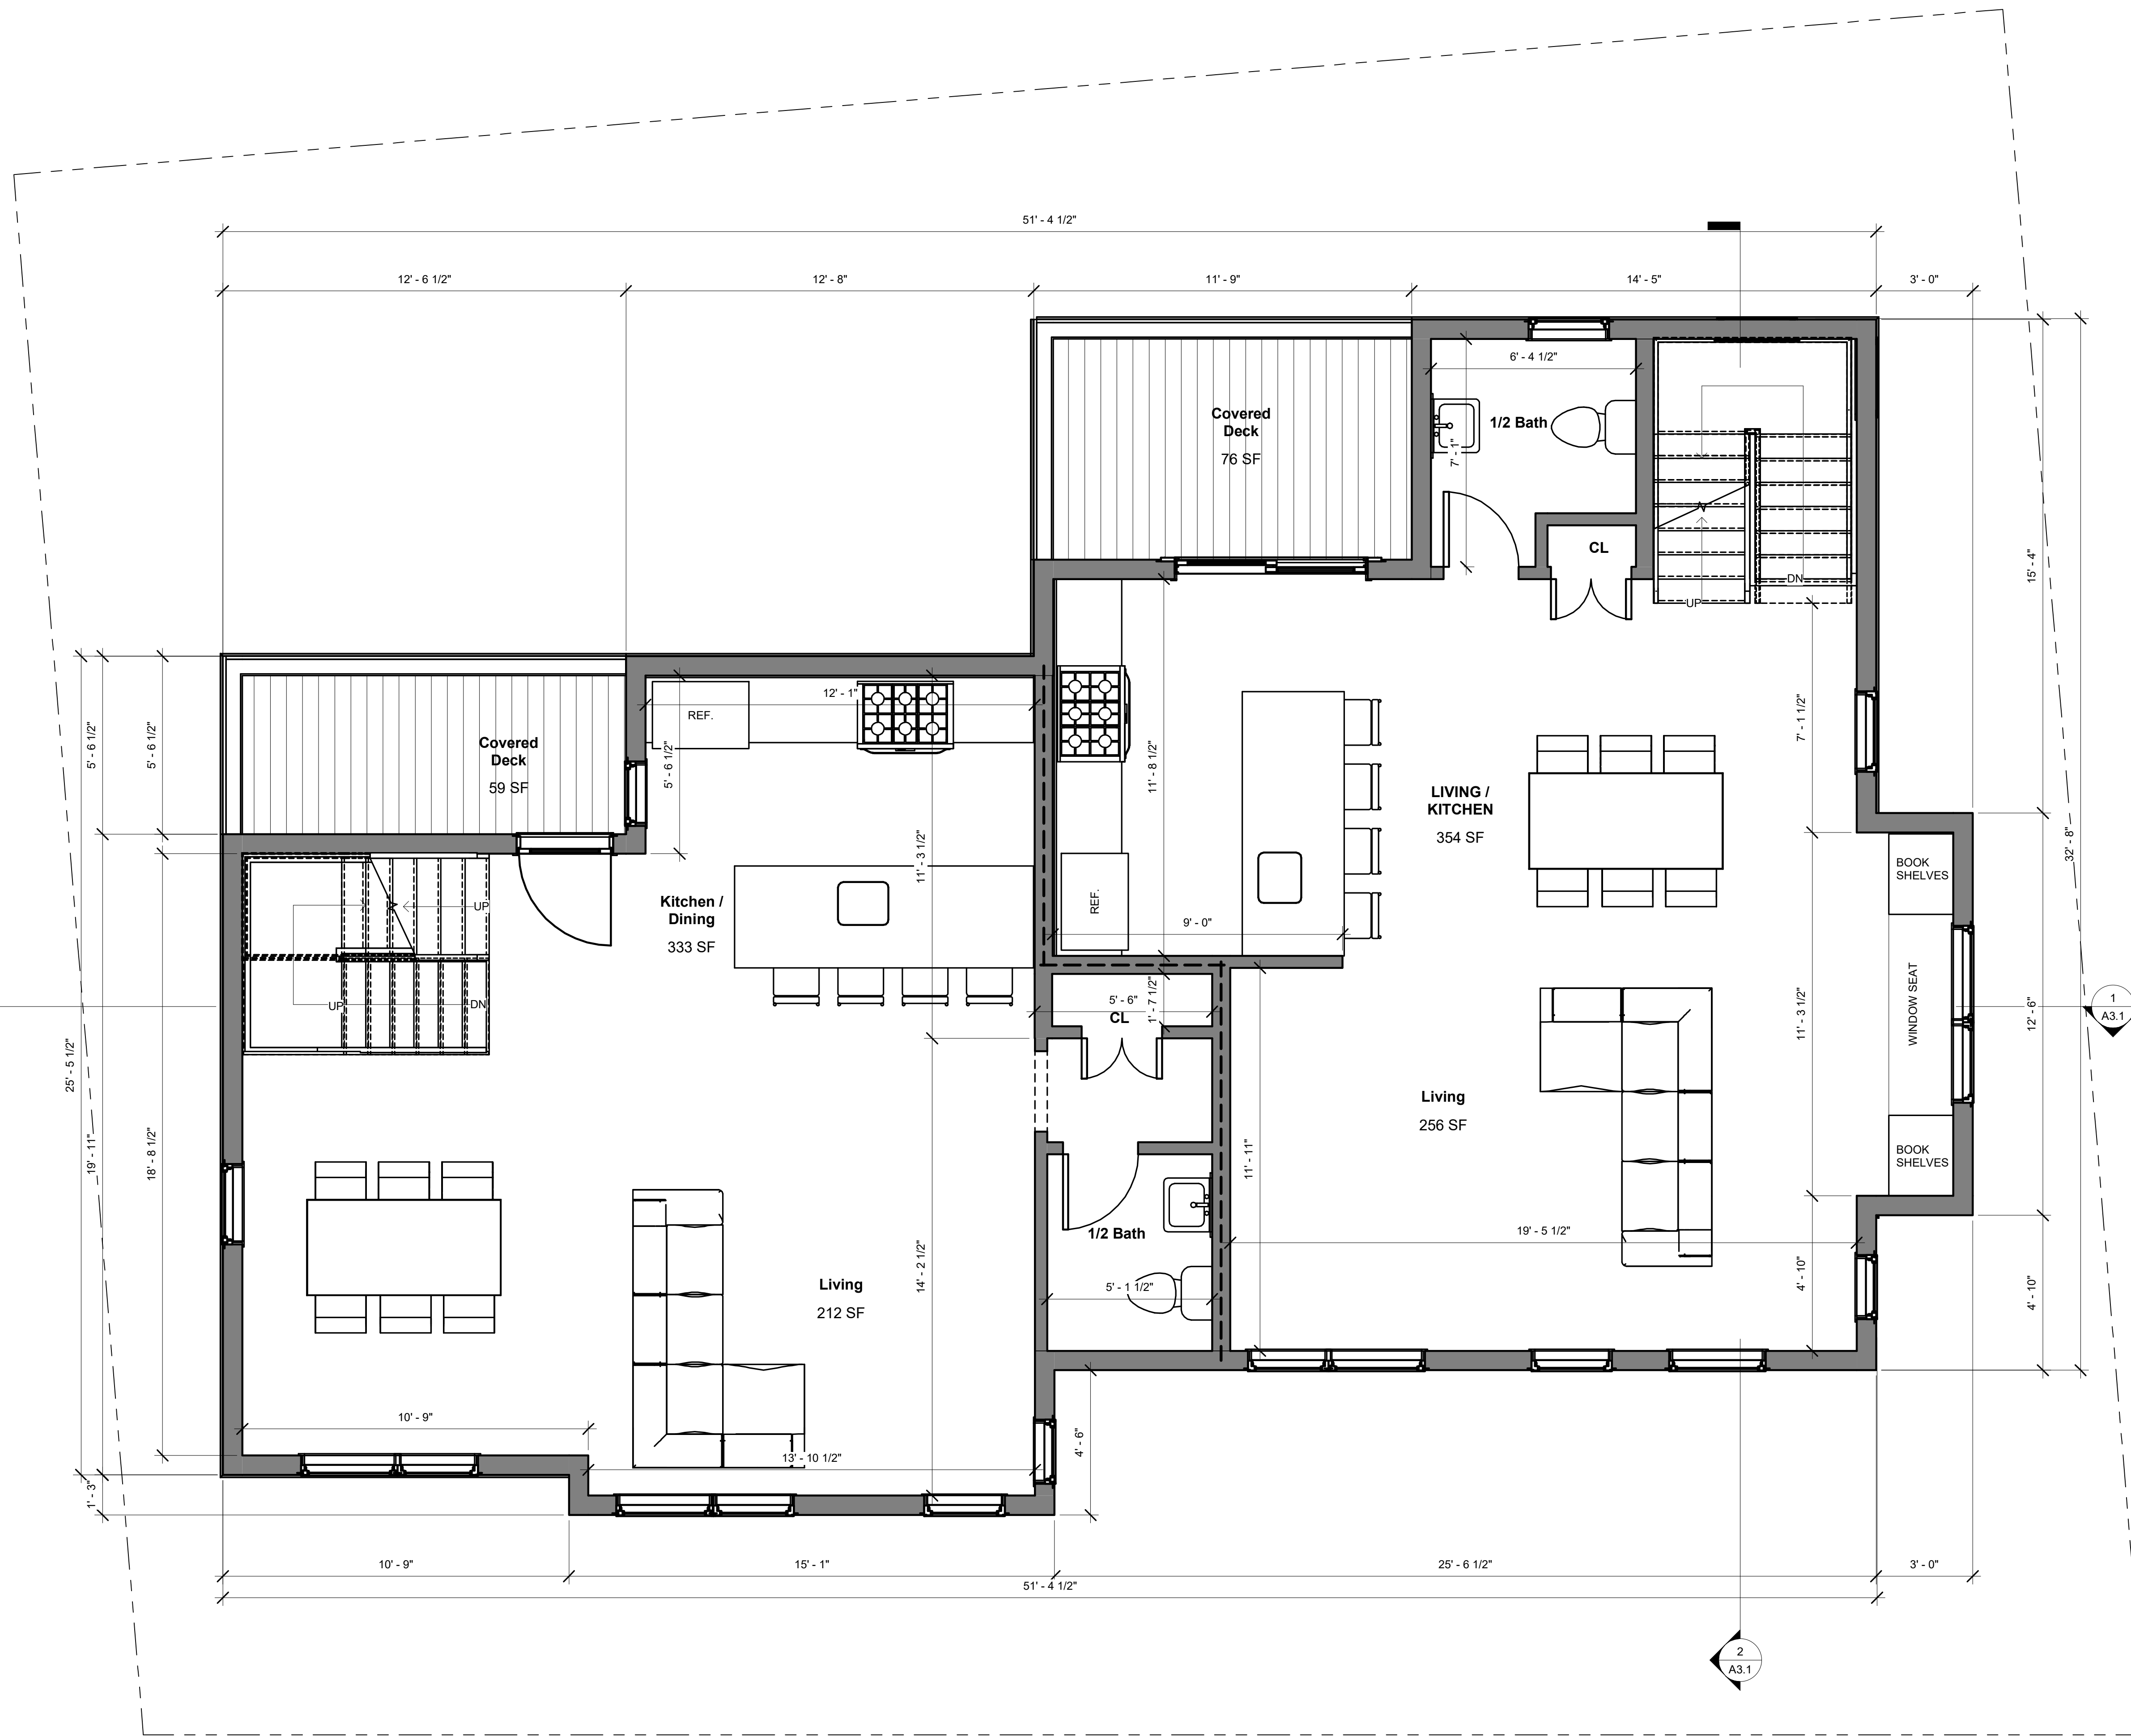 51' - 4 1/2"
12' - 6 1/2"
12' - 8"
11' - 9"
14' - 5"
3' - 0"
6' - 4 1/2"
Covered
Deck
76 SF
1/2 Bath
7' - 1"
CL
15' - 4"
DN
UP
12' - 1"
REF.
5' - 6 1/2"
5' - 6 1/2"
Covered
Deck
59 SF
5' - 6 1/2"
11' - 8 1/2"
7' - 1 1/2"
LIVING /
KITCHEN
354 SF
32' - 8"
11' - 3 1/2"
BOOK
SHELVES
Kitchen /
Dining
333 SF
UP
REF.
9' - 0"
UP
DN
5' - 6"
CL
1' - 7 1/2"
WINDOW SEAT
11' - 3 1/2"
12' - 6"
1
A3.1
25' - 5 1/2"
19' - 11"
18' - 8 1/2"
Living
256 SF
11' - 11"
BOOK
SHELVES
1/2 Bath
19' - 5 1/2"
5' - 1 1/2"
4' - 10"
4' - 10"
Living
212 SF
14' - 2 1/2"
10' - 9"
13' - 10 1/2"
4' - 6"
1' - 3"
10' - 9"
15' - 1"
25' - 6 1/2"
3' - 0"
51' - 4 1/2"
2
A3.1